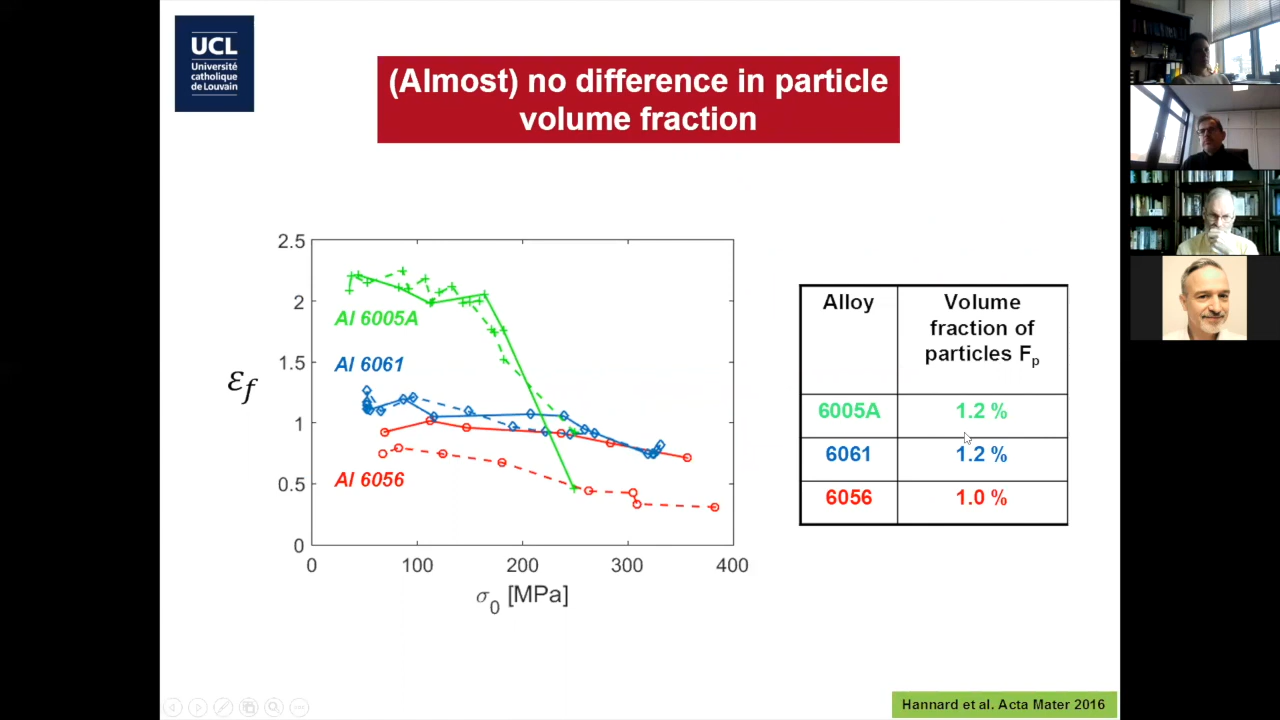 UCL
Université
catholique
de Louvain
(Almost) no difference in particle
volume fraction
2.5
2
1.5
1
0.5
0
εf
Al 6005A
Al 6061
Al 6056
0 100 200 300 400
σ0 [MPa]
Alloy Volume
fraction of
particles Fp
6005A 1.2 %
6061 1.2 %
6056 1.0 %
Hannard et al. Acta Mater 2016